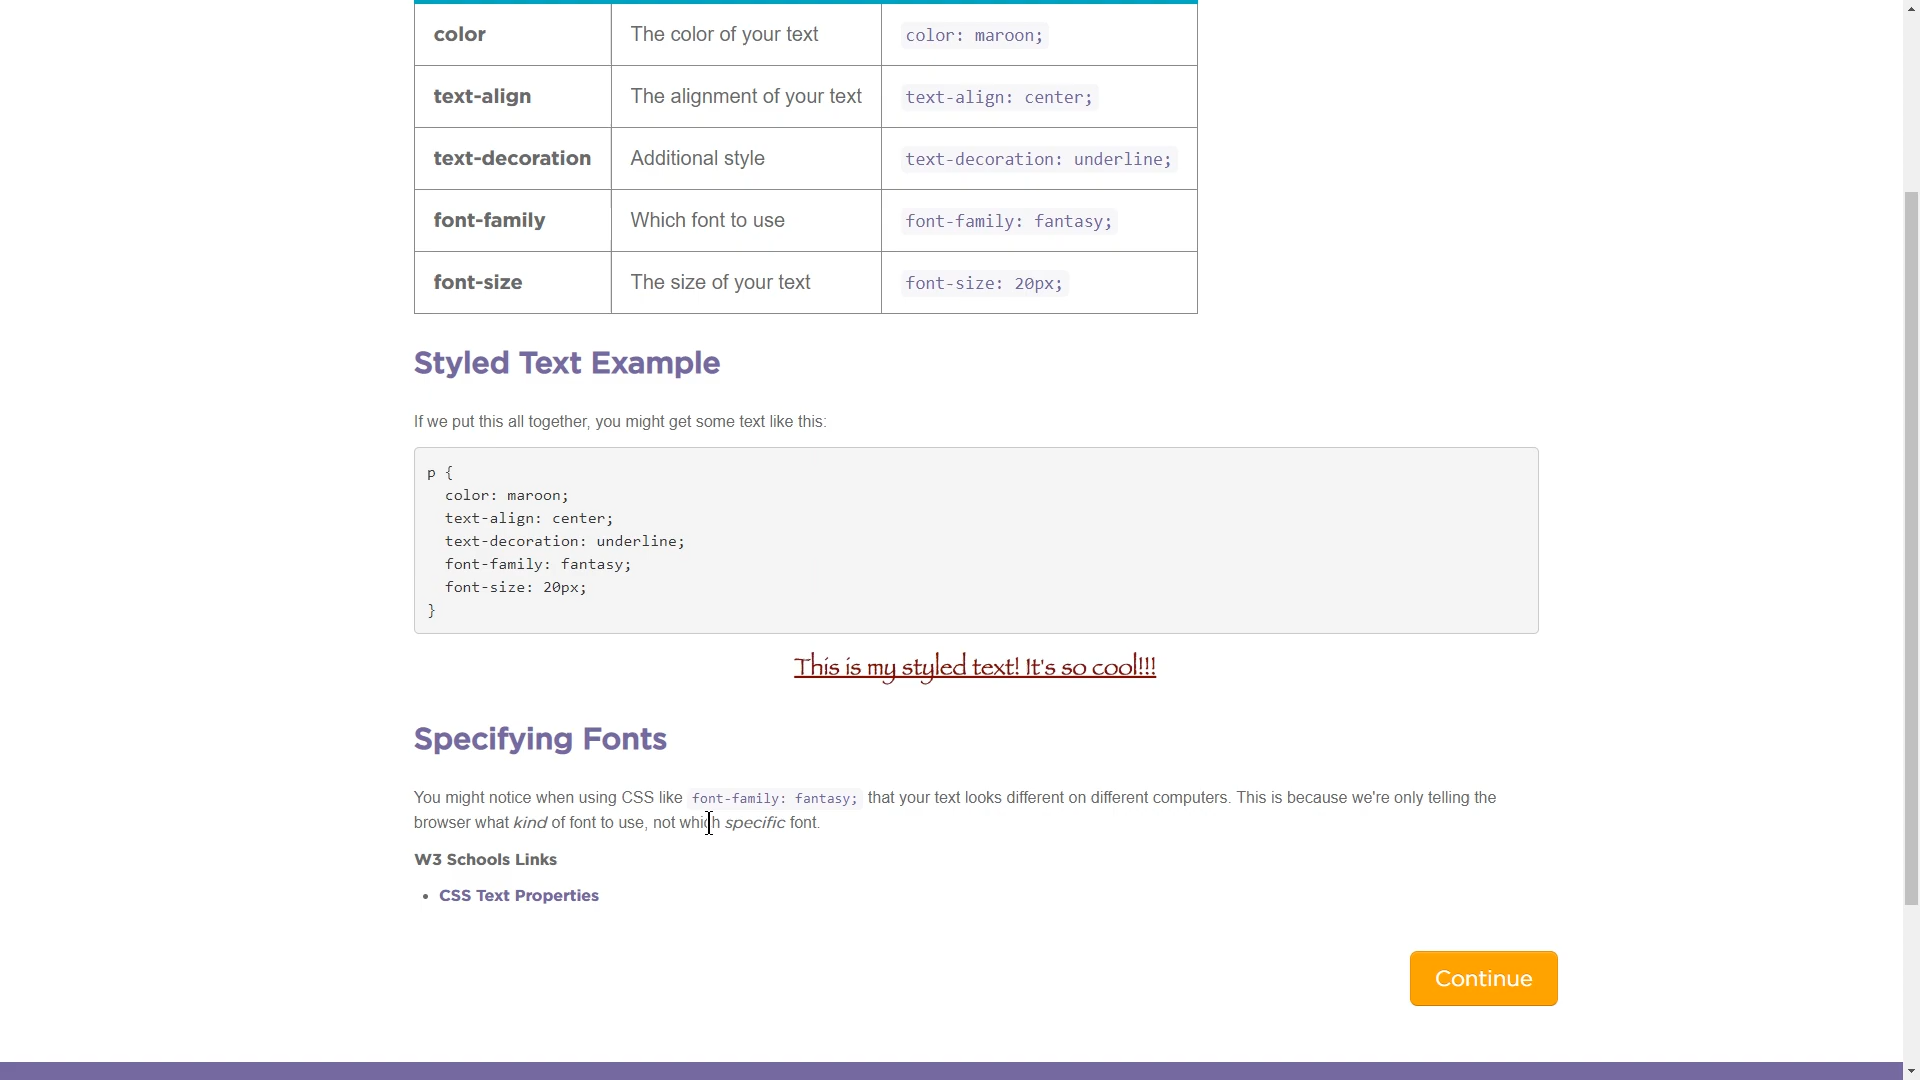 color The color of your text color: maroon;
text-align The alignment of your text text-align: center;
text-decoration Additional style text-decoration: underline;
font-family Which font to use font-family: fantasy;
font-size The size of your text font-size: 20px;
Styled Text Example
If we put this all together, you might get some text like this:
p {
  color: maroon;
  text-align: center;
  text-decoration: underline;
  font-family: fantasy;
  font-size: 20px;
}
This is my styled text! It's so cool!!!
Specifying Fonts
You might notice when using CSS like font-family: fantasy; that your text looks different on different computers. This is because we're only telling the
browser what kind of font to use, not which specific font.
W3 Schools Links
• CSS Text Properties
Continue